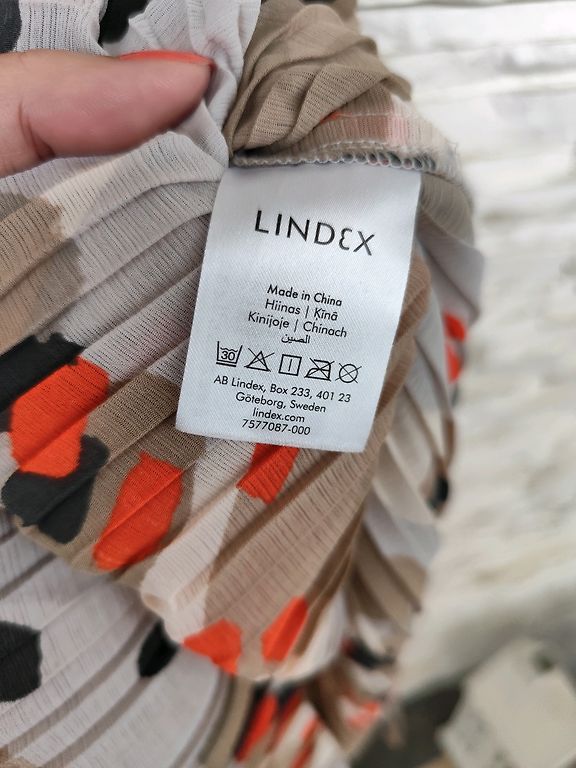 LINDEX
Made in China
Hiinas | Ķīnā
Kinijoje | Chinach
الصين
30
AB Lindex, Box 233, 401 23
Göteborg, Sweden
lindex.com
7577087-000